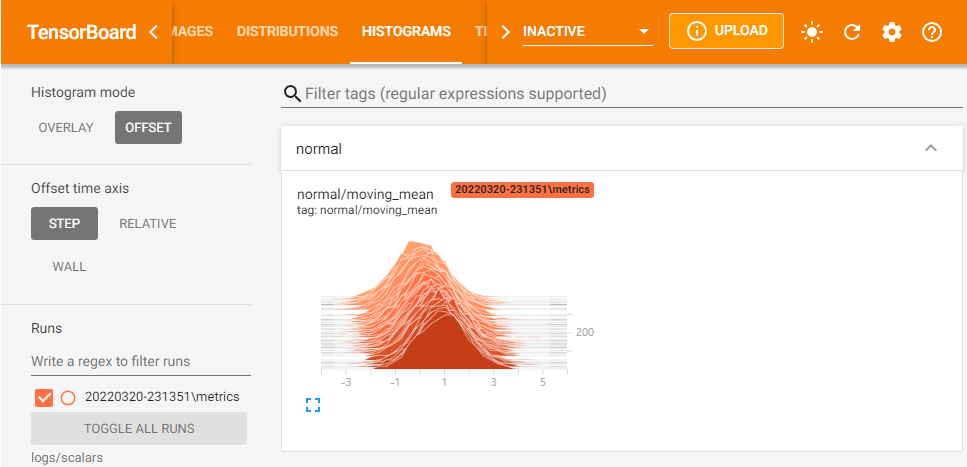 TensorBoard
MAGES DISTRIBUTIONS HISTOGRAMS
INACTIVE
UPLOAD
Histogram mode
OVERLAY OFFSET
Offset time axis
STEP RELATIVE
WALL
Runs
Write a regex to filter runs
20220320-231351\metrics
TOGGLE ALL RUNS
logs/scalars
Filter tags (regular expressions supported)
normal
normal/moving_mean
20220320-231351\metrics
tag: normal/moving_mean
200
-3 -1 1 3 5